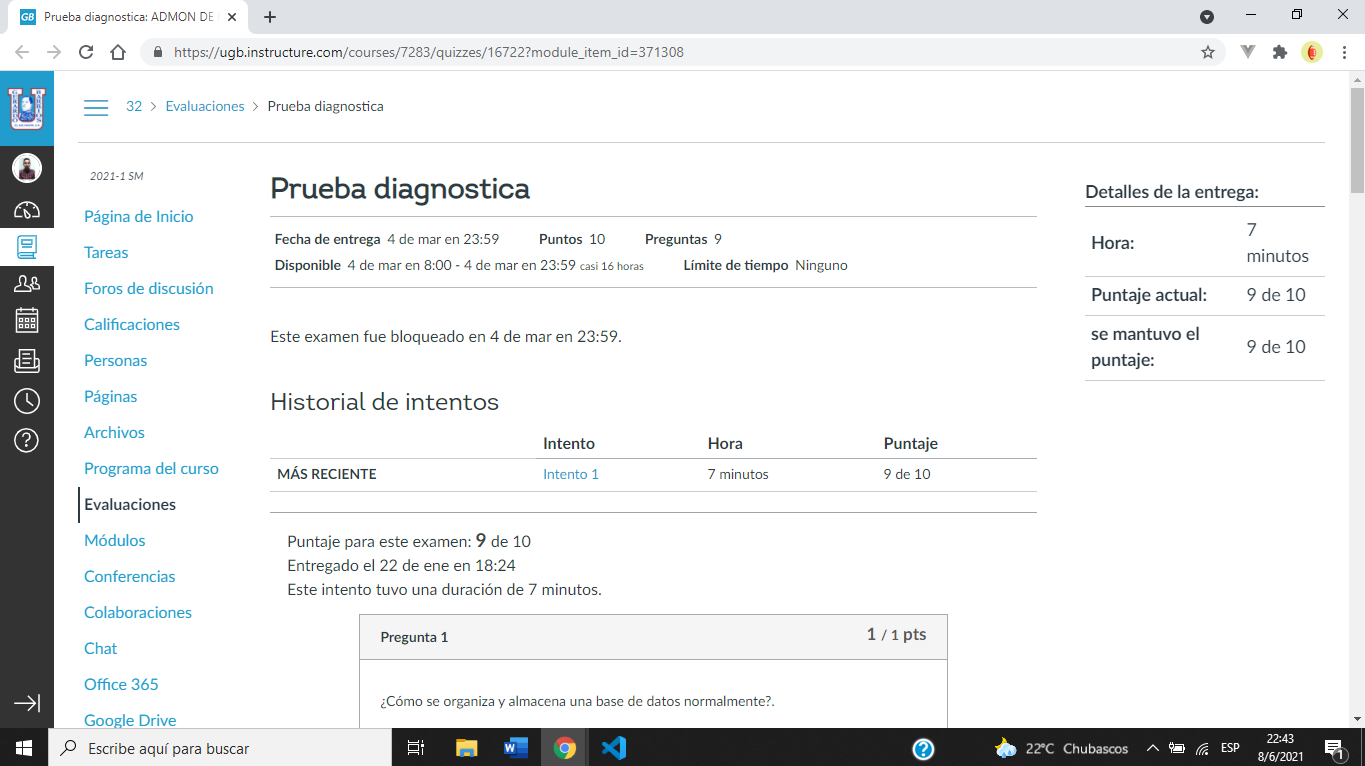 Prueba diagnostica: ADMON DE
https://ugb.instructure.com/courses/7283/quizzes/16722?module_item_id=371308
32 > Evaluaciones > Prueba diagnostica
2021-1 SM
Página de Inicio
Tareas
Foros de discusión
Calificaciones
Personas
Páginas
Archivos
Programa del curso
Evaluaciones
Módulos
Conferencias
Colaboraciones
Chat
Office 365
Google Drive
Prueba diagnostica
Fecha de entrega 4 de mar en 23:59 Puntos 10 Preguntas 9
Disponible 4 de mar en 8:00 - 4 de mar en 23:59 casi 16 horas Límite de tiempo Ninguno
Este examen fue bloqueado en 4 de mar en 23:59.
Historial de intentos
Intento Hora Puntaje
MÁS RECIENTE Intento 1 7 minutos 9 de 10
Puntaje para este examen: 9 de 10
Entregado el 22 de ene en 18:24
Este intento tuvo una duración de 7 minutos.
Pregunta 1 1 / 1 pts
¿Cómo se organiza y almacena una base de datos normalmente?.
Detalles de la entrega:
Hora: 7 minutos
Puntaje actual: 9 de 10
se mantuvo el puntaje: 9 de 10
Escribe aquí para buscar
22°C Chubascos
ESP
22:43
8/6/2021
1